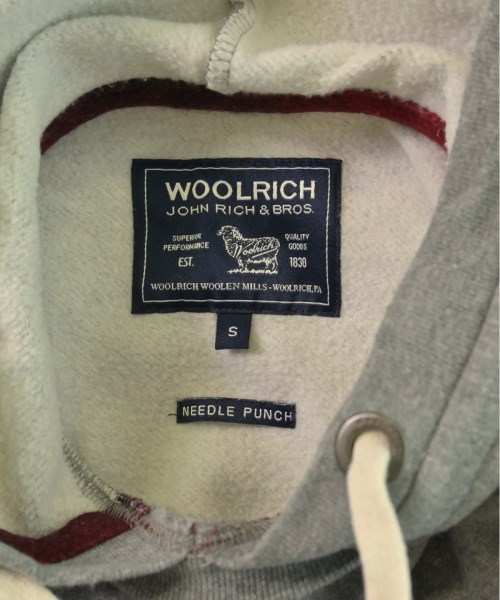 WOOLRICH
JOHN RICH & BROS.
SUPERIOR PERFORMANCE
EST.
Woolrich
QUALITY GOODS
1830
WOOLRICH WOOLEN MILLS - WOOLRICH, PA
S
NEEDLE PUNCH